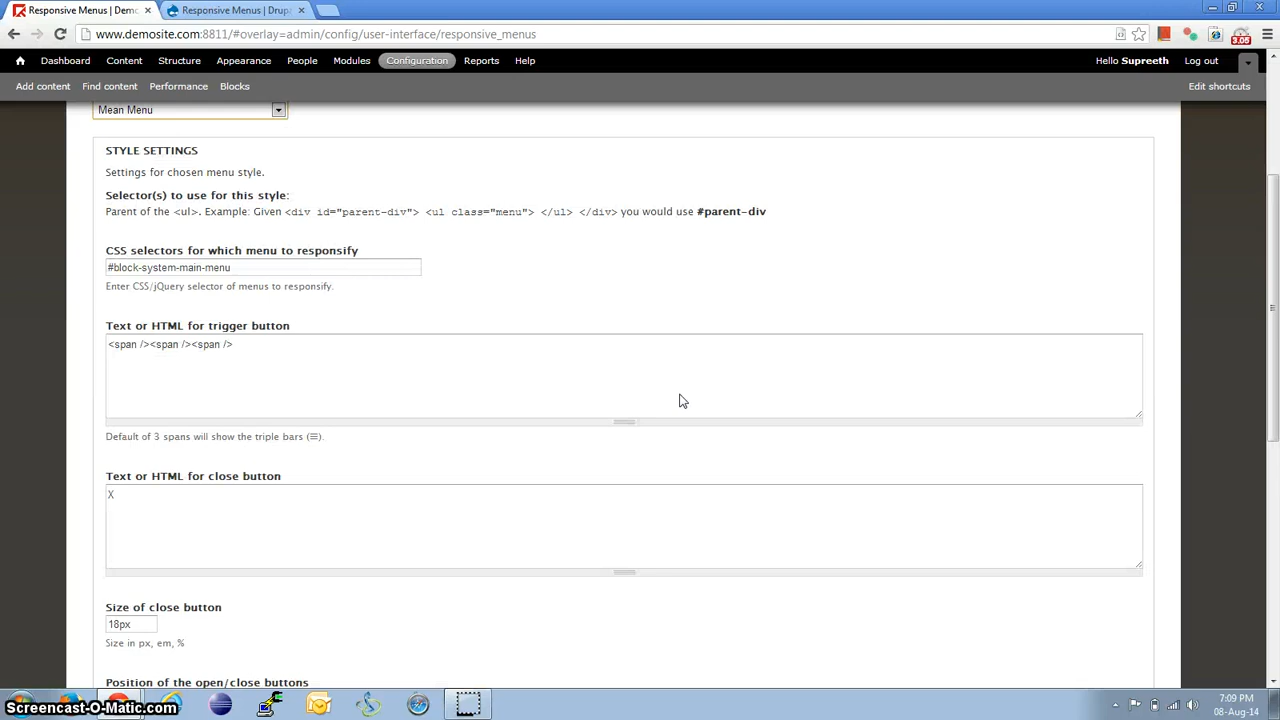 Responsive Menus | Demo
Responsive Menus | Drup
www.demosite.com:8811/#overlay=admin/config/user-interface/responsive_menus
3.05
Dashboard Content Structure Appearance People Modules Configuration Reports Help
Hello Supreeth Log out
Add content Find content Performance Blocks
Edit shortcuts
Mean Menu
STYLE SETTINGS
Settings for chosen menu style.
Selector(s) to use for this style:
Parent of the <ul>. Example: Given <div id="parent-div"> <ul class="menu"> </ul> </div> you would use #parent-div
CSS selectors for which menu to responsify
#block-system-main-menu
Enter CSS/jQuery selector of menus to responsify.
Text or HTML for trigger button
<span /><span /><span />
Default of 3 spans will show the triple bars (☰).
Text or HTML for close button
X
Size of close button
18px
Size in px, em, %
Position of the open/close buttons
Screencast-O-Matic.com
7:09 PM
08-Aug-14